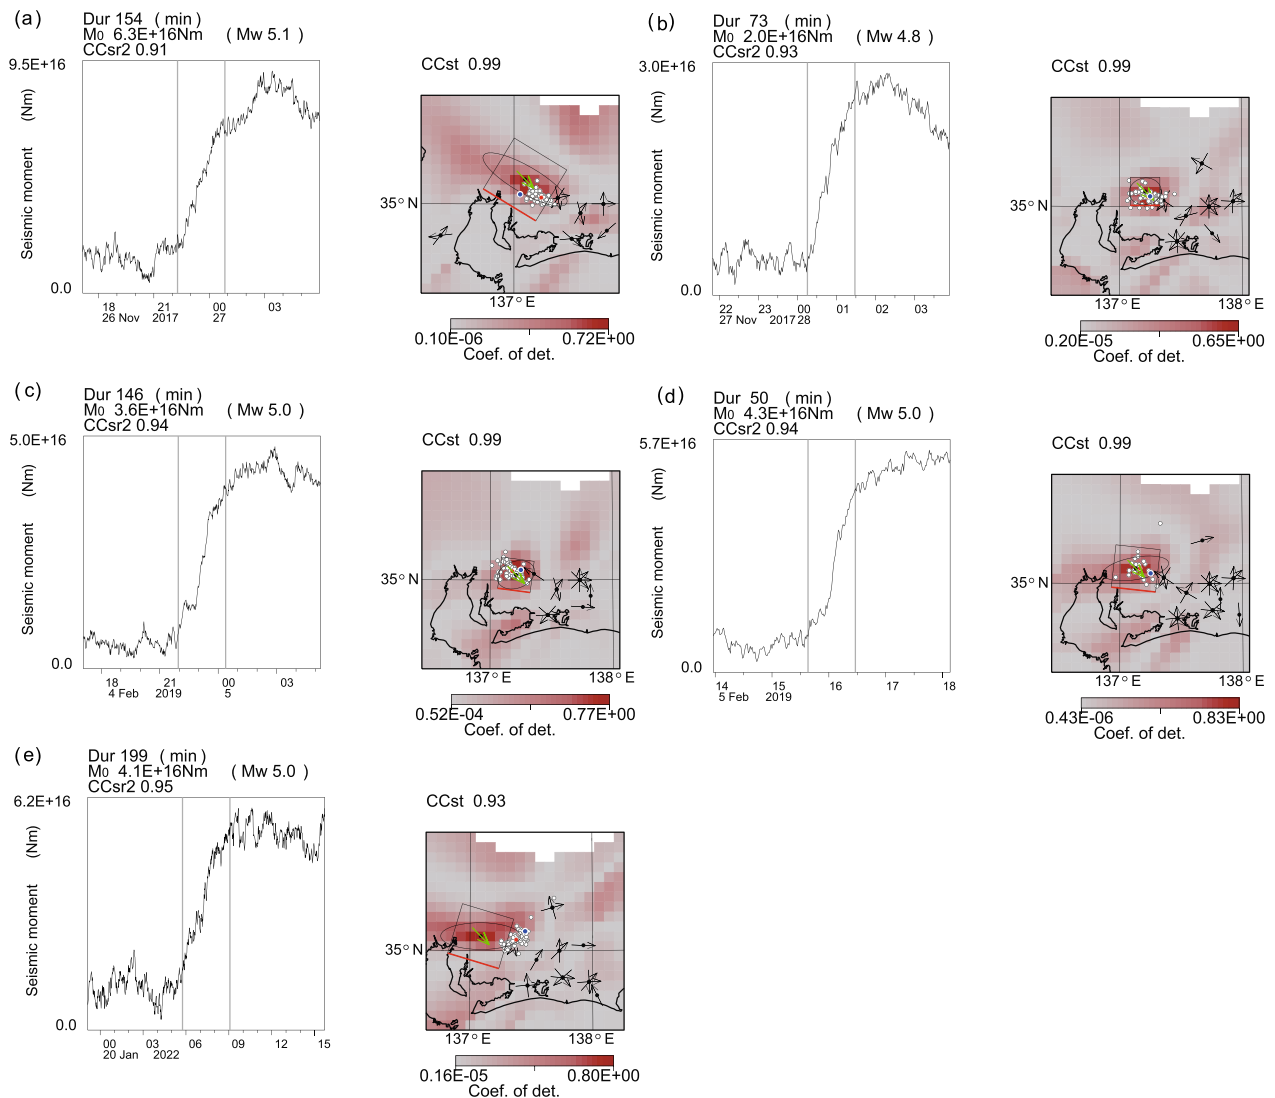 (a)
Dur 154 (min)
M0 6.3E+16Nm (Mw 5.1)
CCsr2 0.91
9.5E+16
Seismic moment (Nm)
0.0
18 21 00 03
26 Nov 2017 27
CCst 0.99
35°N
137°E
0.10E-06 0.72E+00
Coef. of det.
(b)
Dur 73 (min)
M0 2.0E+16Nm (Mw 4.8)
CCsr2 0.93
3.0E+16
Seismic moment (Nm)
0.0
22 23 00 01 02 03
27 Nov 2017 28
CCst 0.99
35°N
137°E 138°E
0.20E-05 0.65E+00
Coef. of det.
(c)
Dur 146 (min)
M0 3.6E+16Nm (Mw 5.0)
CCsr2 0.94
5.0E+16
Seismic moment (Nm)
0.0
18 21 00 03
4 Feb 2019 5
CCst 0.99
35°N
137°E 138°E
0.52E-04 0.77E+00
Coef. of det.
(d)
Dur 50 (min)
M0 4.3E+16Nm (Mw 5.0)
CCsr2 0.94
5.7E+16
Seismic moment (Nm)
0.0
14 15 16 17 18
5 Feb 2019
CCst 0.99
35°N
137°E 138°E
0.43E-06 0.83E+00
Coef. of det.
(e)
Dur 199 (min)
M0 4.1E+16Nm (Mw 5.0)
CCsr2 0.95
6.2E+16
Seismic moment (Nm)
0.0
00 03 06 09 12 15
20 Jan 2022
CCst 0.93
35°N
137°E 138°E
0.16E-05 0.80E+00
Coef. of det.